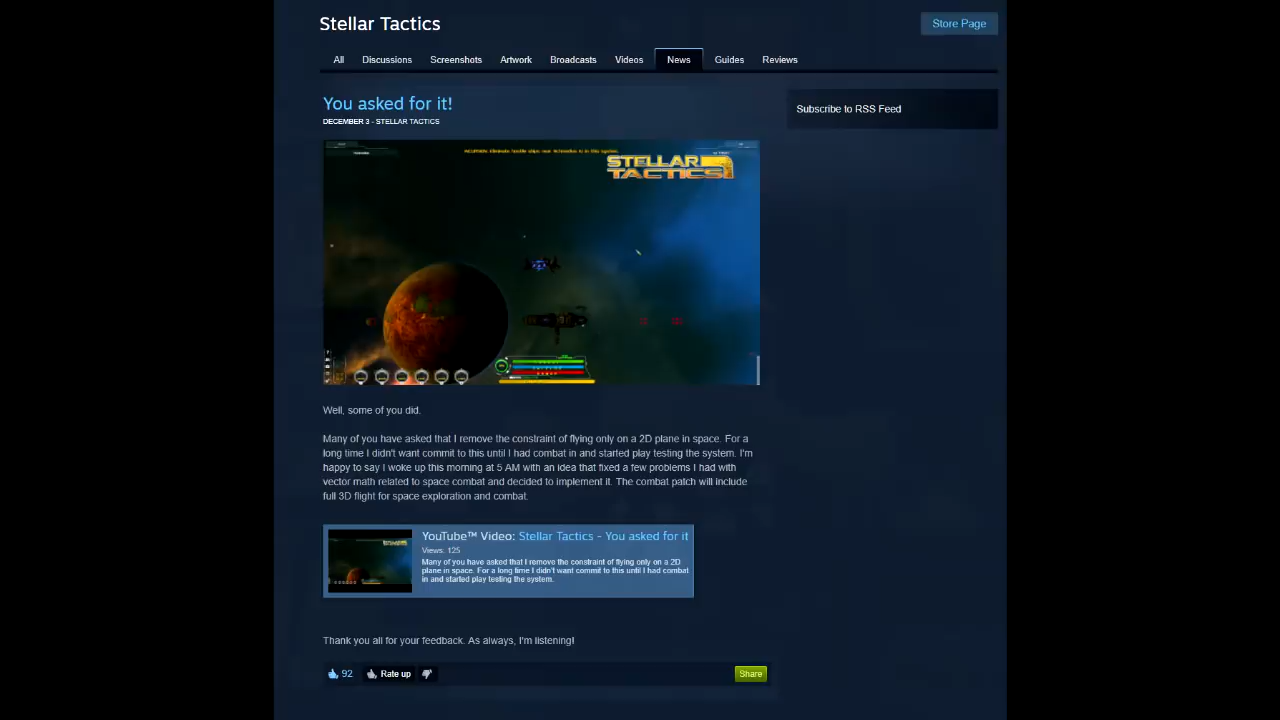 Stellar Tactics
Store Page
All Discussions Screenshots Artwork Broadcasts Videos News Guides Reviews
You asked for it!
DECEMBER 3 - STELLAR TACTICS
Subscribe to RSS Feed
STELLAR
TACTICS
Well, some of you did.
Many of you have asked that I remove the constraint of flying only on a 2D plane in space. For a
long time I didn't want commit to this until I had combat in and started play testing the system. I'm
happy to say I woke up this morning at 5 AM with an idea that fixed a few problems I had with
vector math related to space combat and decided to implement it. The combat patch will include
full 3D flight for space exploration and combat.
YouTube™ Video: Stellar Tactics - You asked for it
Views: 125
Many of you have asked that I remove the constraint of flying only on a 2D
plane in space. For a long time I didn't want commit to this until I had combat
in and started play testing the system.
Thank you all for your feedback. As always, I'm listening!
92 Rate up
Share